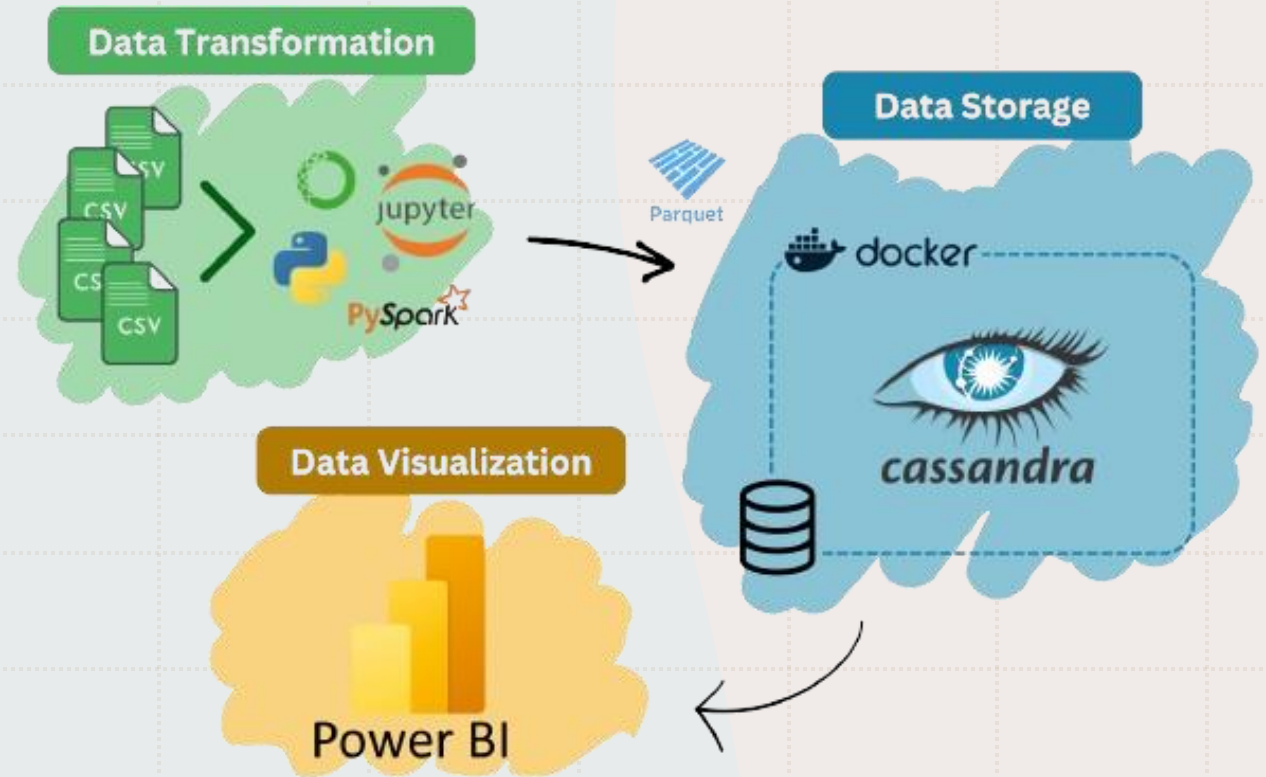 Data Transformation
CSV
CSV
CS
CSV
jupyter
PySpark
Parquet
Data Storage
docker
cassandra
Data Visualization
Power BI